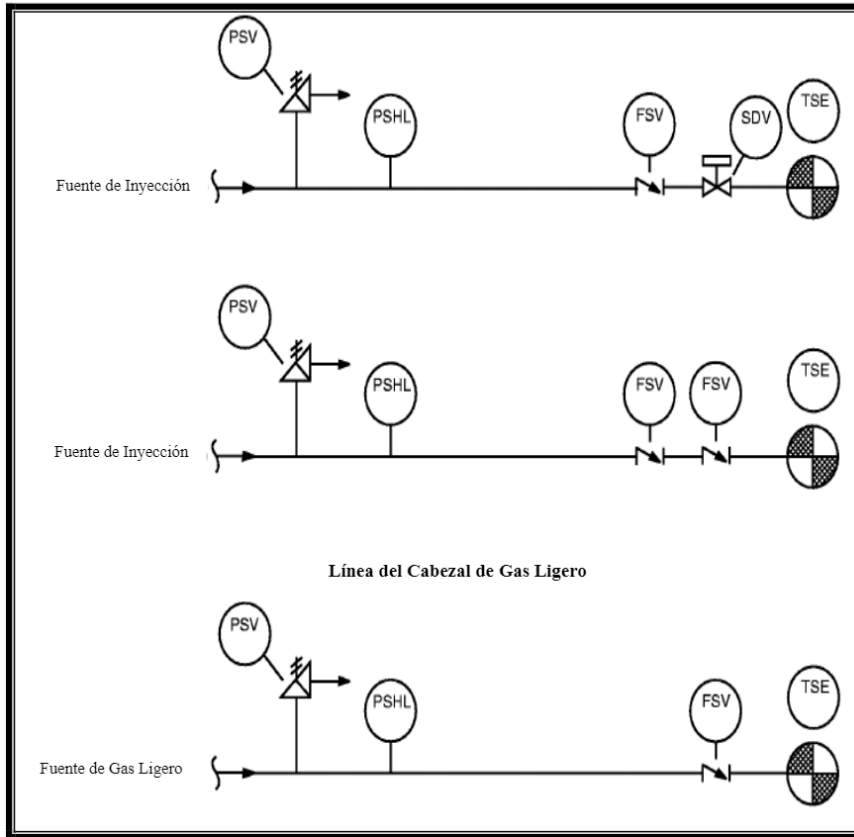 PSV
PSHL
FSV
SDV
TSE
Fuente de Inyección
PSV
PSHL
FSV
FSV
TSE
Fuente de Inyección
Línea del Cabezal de Gas Ligero
PSV
PSHL
FSV
TSE
Fuente de Gas Ligero